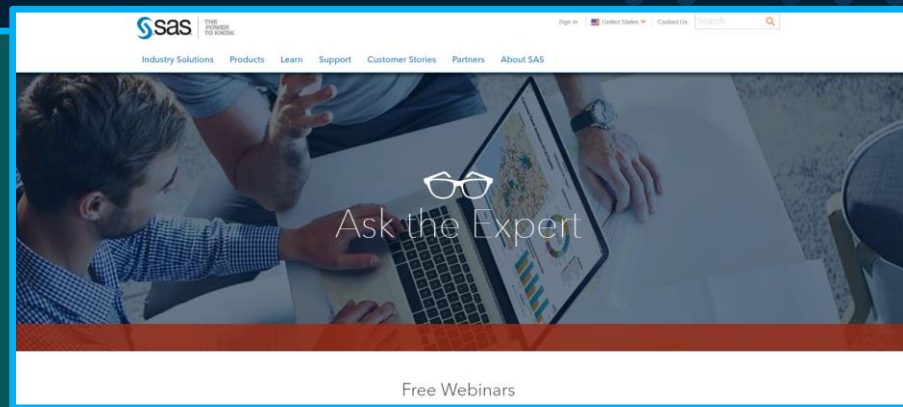 sas THE
POWER
TO KNOW.
Sign In United States Contact Us Search
Industry Solutions Products Learn Support Customer Stories Partners About SAS
Ask the Expert
Free Webinars